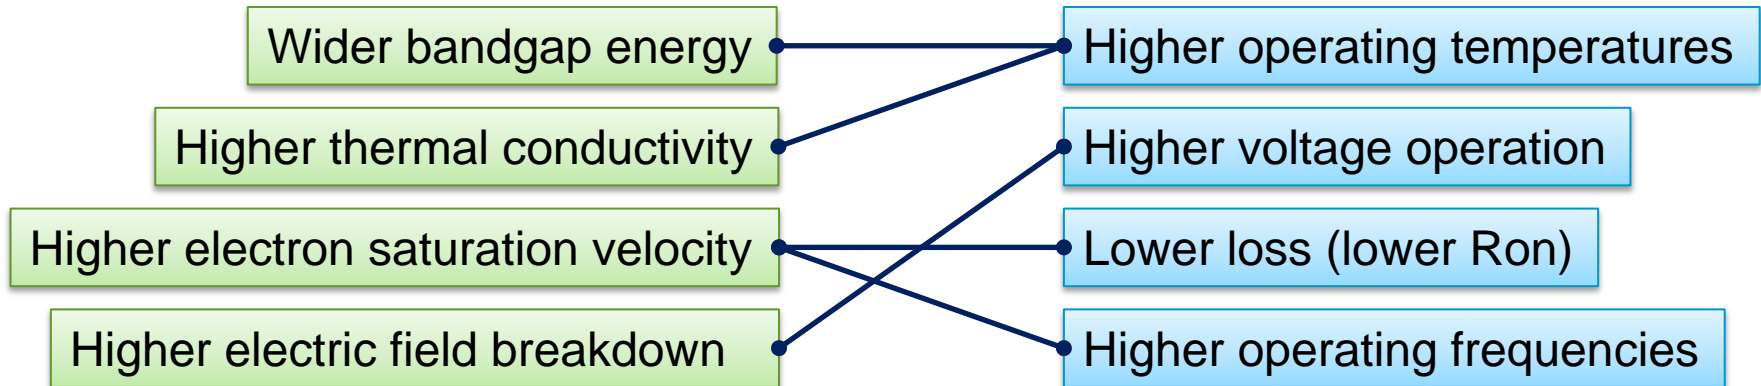 Wider bandgap energy
Higher operating temperatures
Higher thermal conductivity
Higher voltage operation
Higher electron saturation velocity
Lower loss (lower Ron)
Higher electric field breakdown
Higher operating frequencies